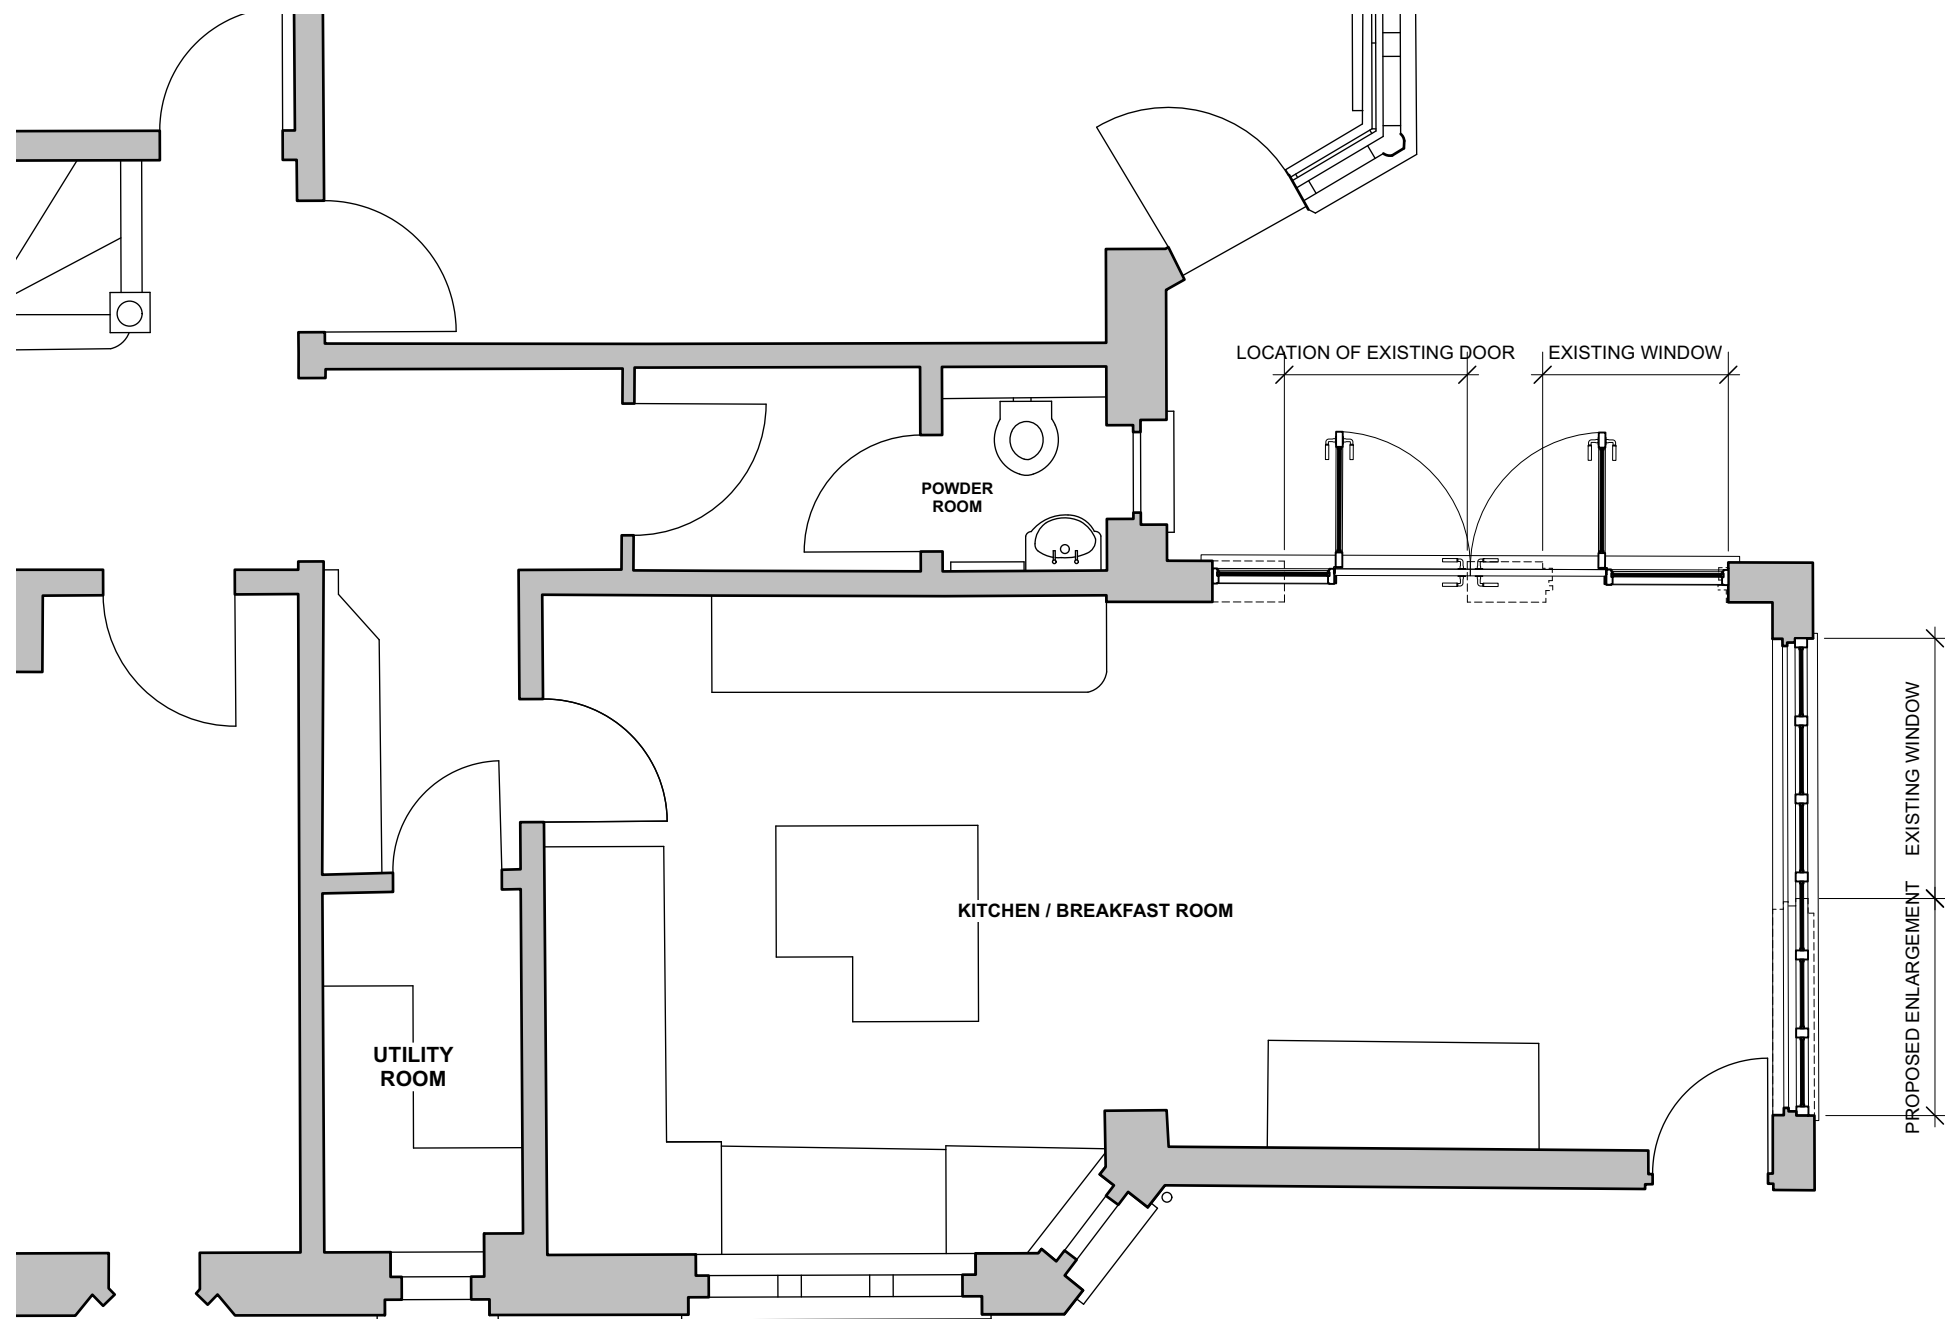 LOCATION OF EXISTING DOOR
EXISTING WINDOW
POWDER
ROOM
EXISTING WINDOW
KITCHEN / BREAKFAST ROOM
PROPOSED ENLARGEMENT
UTILITY
ROOM